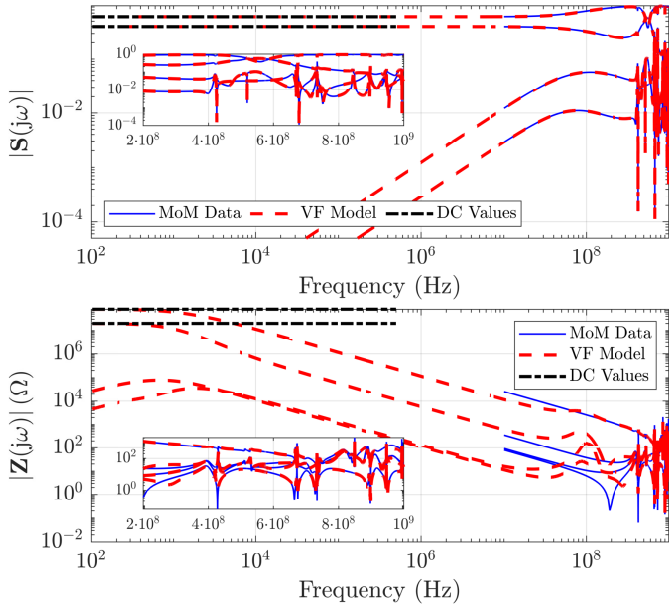 |S(jω)|
10^-2
10^-4
10^0
10^-2
10^-4
2·10^8 4·10^8 6·10^8 8·10^8 10^9
MoM Data VF Model DC Values
10^2 10^4 10^6 10^8
Frequency (Hz)
|Z(jω)| (Ω)
10^6
10^4
10^2
10^0
10^-2
MoM Data
VF Model
DC Values
10^2
10^0
2·10^8 4·10^8 6·10^8 8·10^8 10^9
10^2 10^4 10^6 10^8
Frequency (Hz)